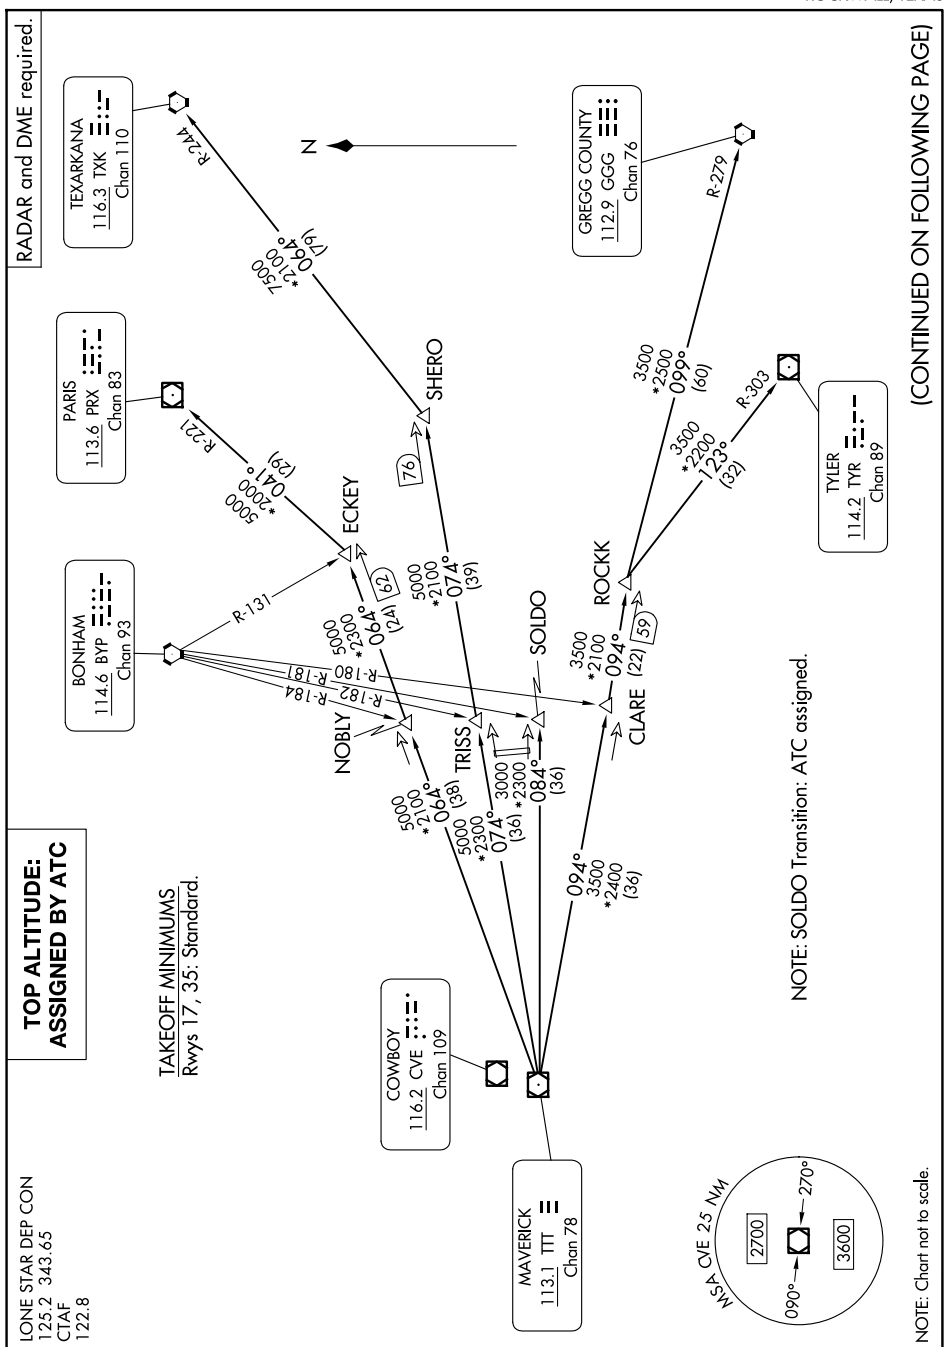 RADAR and DME required.
TOP ALTITUDE:
ASSIGNED BY ATC
LONE STAR DEP CON
125.2 343.65
CTAF
122.8
TAKEOFF MINIMUMS
Rwys 17, 35: Standard.
BONHAM
114.6 BYP
Chan 93
PARIS
113.6 PRX
Chan 83
TEXARKANA
116.3 TXK
Chan 110
R-244
7500
*2100
064°
(79)
N
R-221
5000
*2000
041°
(29)
R-131
ECKEY
62
5000
*2300
064°
(24)
R-184
R-181
R-182
R-180
NOBLY
5000
*2100
064°
(38)
SHERO
76
5000
*2100
074°
(39)
TRISS
5000
*2300
074°
(36)
SOLDO
3000
*2300
084°
(36)
COWBOY
116.2 CVE
Chan 109
MAVERICK
113.1 TTT
Chan 78
CLARE
094°
3500
*2400
(36)
ROCKK
59
3500
*2100
094°
(22)
GREGG COUNTY
112.9 GGG
Chan 76
R-279
3500
*2500
099°
(60)
R-303
3500
*2200
123°
(32)
TYLER
114.2 TYR
Chan 89
NOTE: SOLDO Transition: ATC assigned.
MSA CVE 25 NM
2700
090°
270°
3600
NOTE: Chart not to scale.
(CONTINUED ON FOLLOWING PAGE)